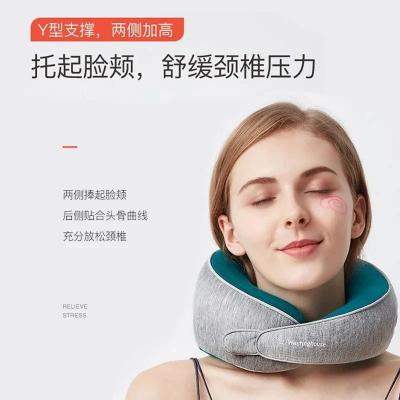 Y型支撑，两侧加高
托起脸颊，舒缓颈椎压力
两侧捧起脸颊
后侧贴合头骨曲线
充分放松颈椎
RELIEVE
STRESS
Westinghouse